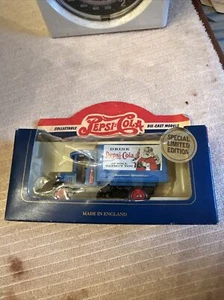 COLLECTABLE
DIE-CAST MODELS
PEPSI-COLA
SPECIAL
LIMITED
EDITION
DRINK
Pepsi-Cola
MADE IN ENGLAND